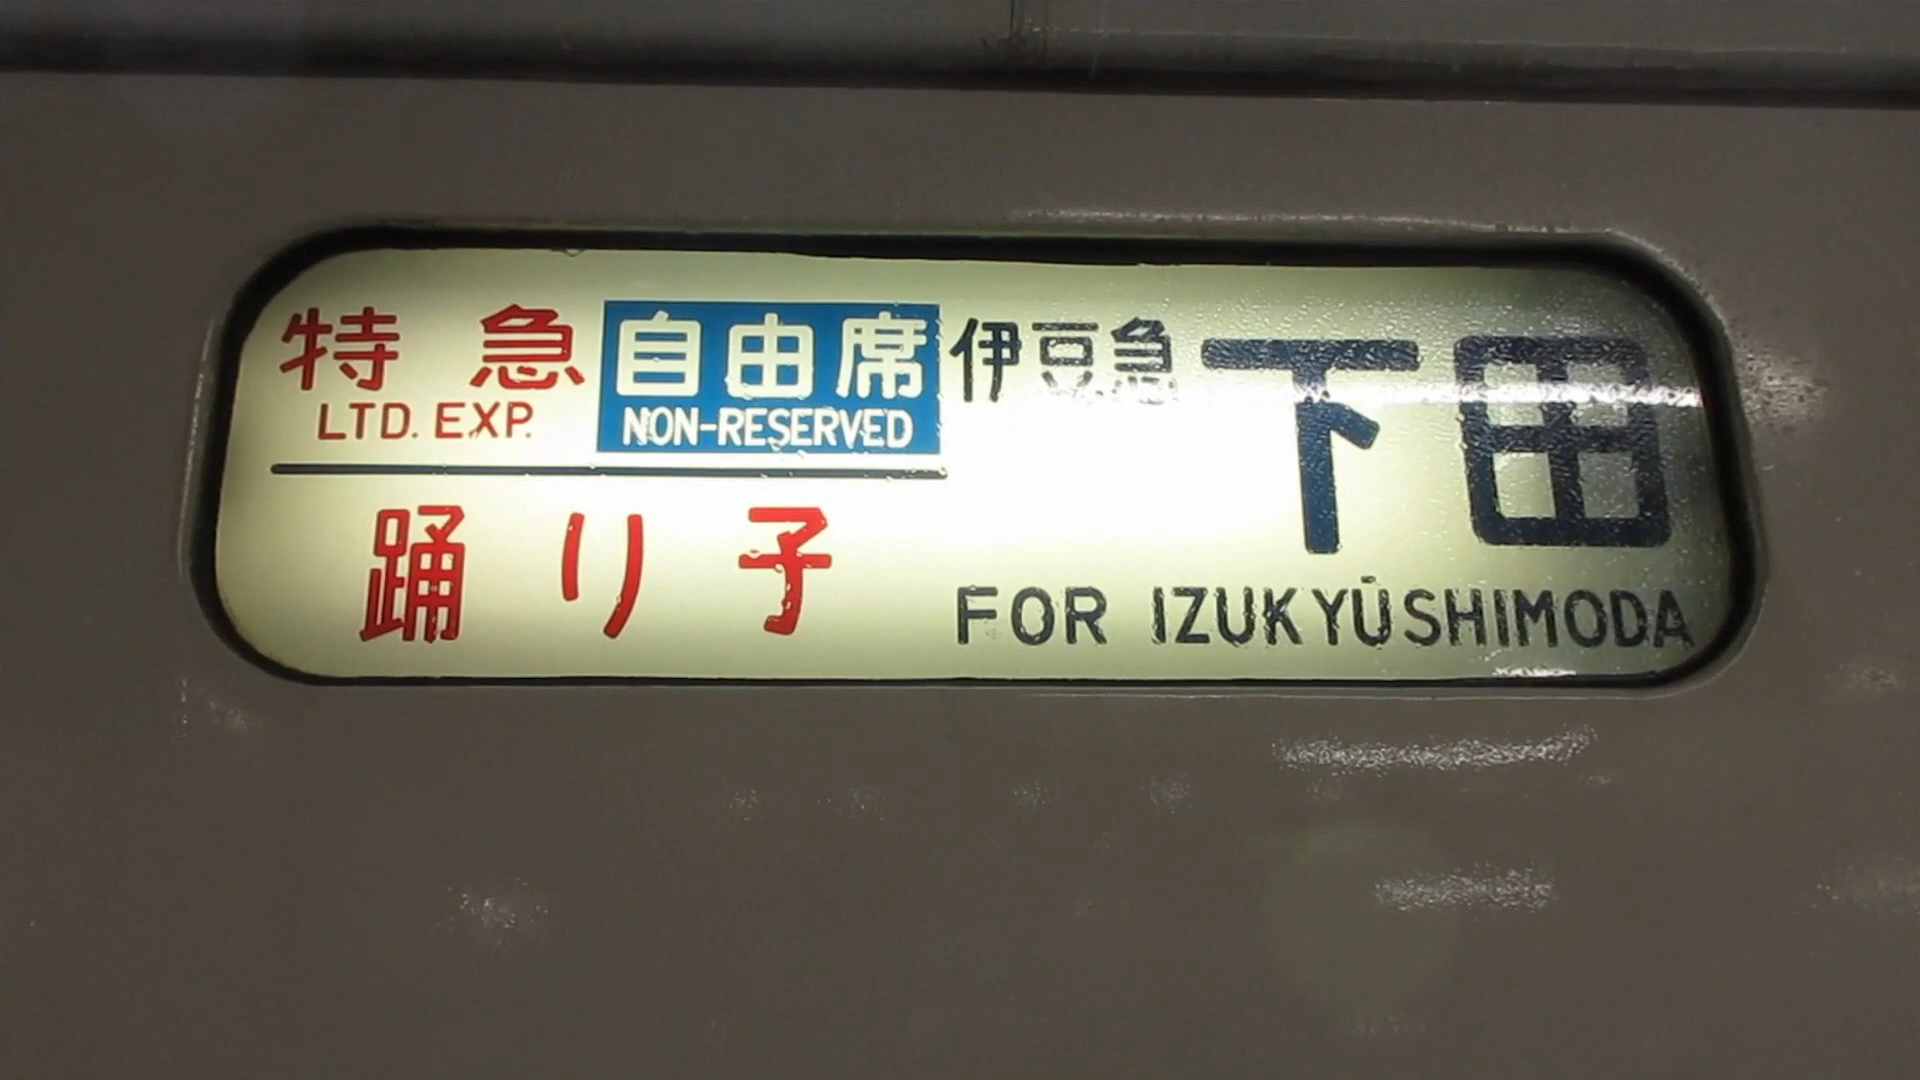 特急 自由席 伊豆急下田
LTD. EXP. NON-RESERVED
踊り子
FOR IZUKYŪSHIMODA